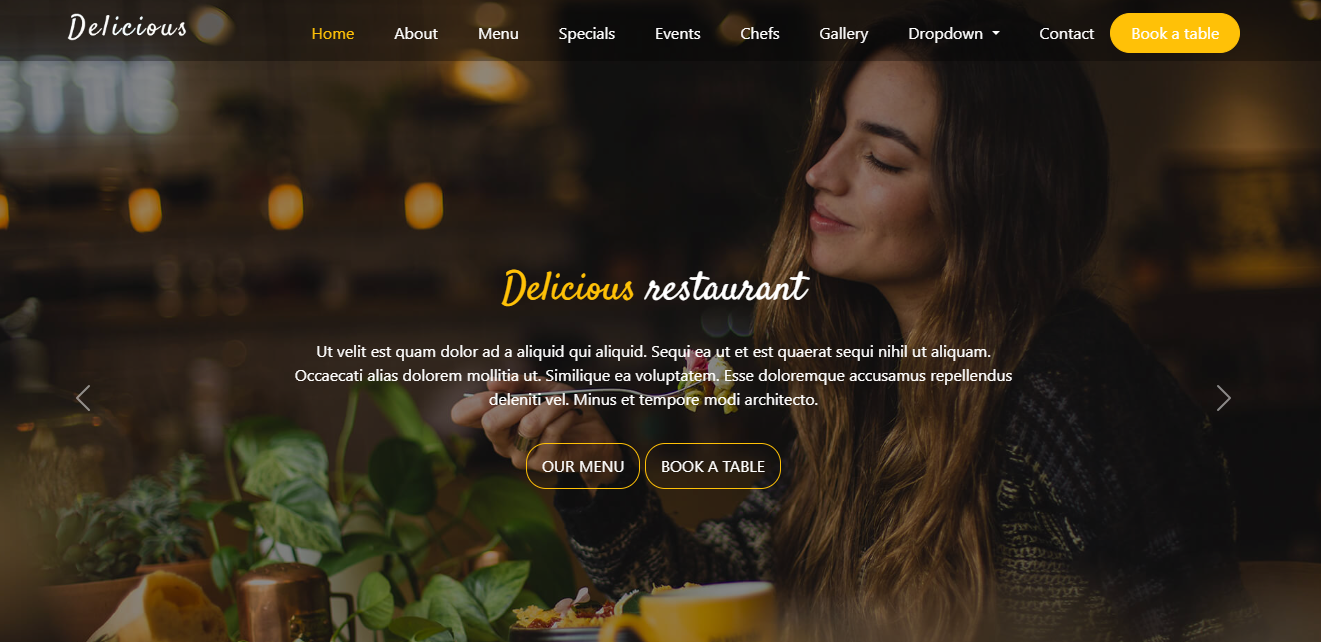 Delicious
Home About Menu Specials Events Chefs Gallery Dropdown Contact Book a table
Delicious restaurant
Ut velit est quam dolor ad a aliquid qui aliquid. Sequi ea ut et est quaerat sequi nihil ut aliquam.
Occaecati alias dolorem mollitia ut. Similique ea voluptatem. Esse doloremque accusamus repellendus
deleniti vel. Minus et tempore modi architecto.
OUR MENU BOOK A TABLE